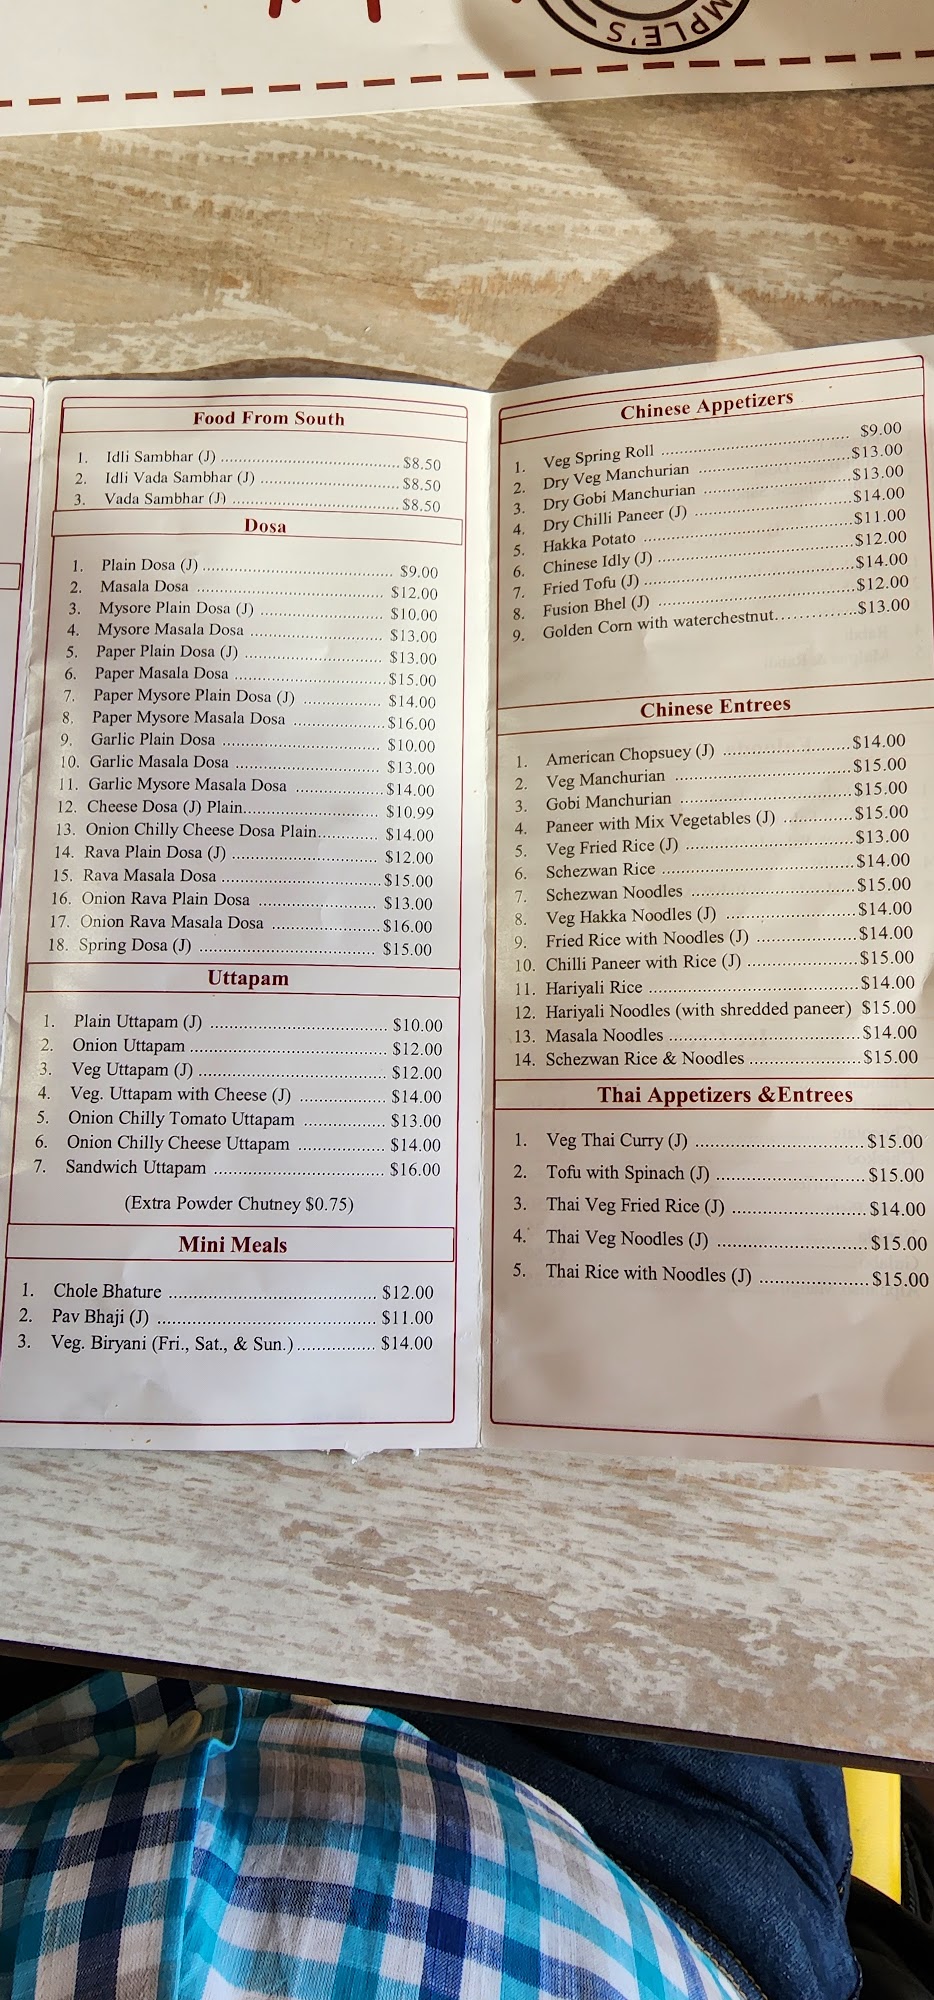 MPLE'S
Food From South
1. Idli Sambhar (J) $8.50
2. Idli Vada Sambhar (J) $8.50
3. Vada Sambhar (J) $8.50
Dosa
1. Plain Dosa (J) $9.00
2. Masala Dosa $12.00
3. Mysore Plain Dosa (J) $10.00
4. Mysore Masala Dosa $13.00
5. Paper Plain Dosa (J) $13.00
6. Paper Masala Dosa $15.00
7. Paper Mysore Plain Dosa (J) $14.00
8. Paper Mysore Masala Dosa $16.00
9. Garlic Plain Dosa $10.00
10. Garlic Masala Dosa $13.00
11. Garlic Mysore Masala Dosa $14.00
12. Cheese Dosa (J) Plain $10.99
13. Onion Chilly Cheese Dosa Plain $14.00
14. Rava Plain Dosa (J) $12.00
15. Rava Masala Dosa $15.00
16. Onion Rava Plain Dosa $13.00
17. Onion Rava Masala Dosa $16.00
18. Spring Dosa (J) $15.00
Uttapam
1. Plain Uttapam (J) $10.00
2. Onion Uttapam $12.00
3. Veg Uttapam (J) $12.00
4. Veg. Uttapam with Cheese (J) $14.00
5. Onion Chilly Tomato Uttapam $13.00
6. Onion Chilly Cheese Uttapam $14.00
7. Sandwich Uttapam $16.00
(Extra Powder Chutney $0.75)
Mini Meals
1. Chole Bhature $12.00
2. Pav Bhaji (J) $11.00
3. Veg. Biryani (Fri., Sat., & Sun.) $14.00
Chinese Appetizers
1. Veg Spring Roll $9.00
2. Dry Veg Manchurian $13.00
3. Dry Gobi Manchurian $13.00
4. Dry Chilli Paneer (J) $14.00
5. Hakka Potato $11.00
6. Chinese Idly (J) $12.00
7. Fried Tofu (J) $14.00
8. Fusion Bhel (J) $12.00
9. Golden Corn with waterchestnut $13.00
Chinese Entrees
1. American Chopsuey (J) $14.00
2. Veg Manchurian $15.00
3. Gobi Manchurian $15.00
4. Paneer with Mix Vegetables (J) $15.00
5. Veg Fried Rice (J) $13.00
6. Schezwan Rice $14.00
7. Schezwan Noodles $15.00
8. Veg Hakka Noodles (J) $14.00
9. Fried Rice with Noodles (J) $14.00
10. Chilli Paneer with Rice (J) $15.00
11. Hariyali Rice $14.00
12. Hariyali Noodles (with shredded paneer) $15.00
13. Masala Noodles $14.00
14. Schezwan Rice & Noodles $15.00
Thai Appetizers &Entrees
1. Veg Thai Curry (J) $15.00
2. Tofu with Spinach (J) $15.00
3. Thai Veg Fried Rice (J) $14.00
4. Thai Veg Noodles (J) $15.00
5. Thai Rice with Noodles (J) $15.00